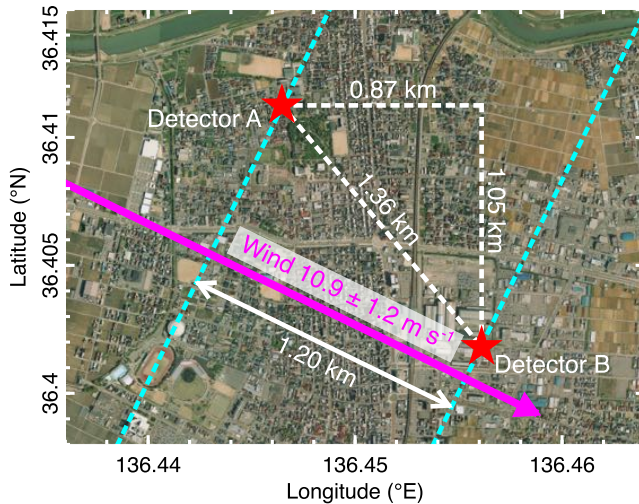 36.415
0.87 km
Detector A
36.41
1.05 km
1.36 km
Latitude (°N)
36.405
Wind 10.9 ± 1.2 m s⁻¹
1.20 km
Detector B
36.4
136.44
136.45
136.46
Longitude (°E)